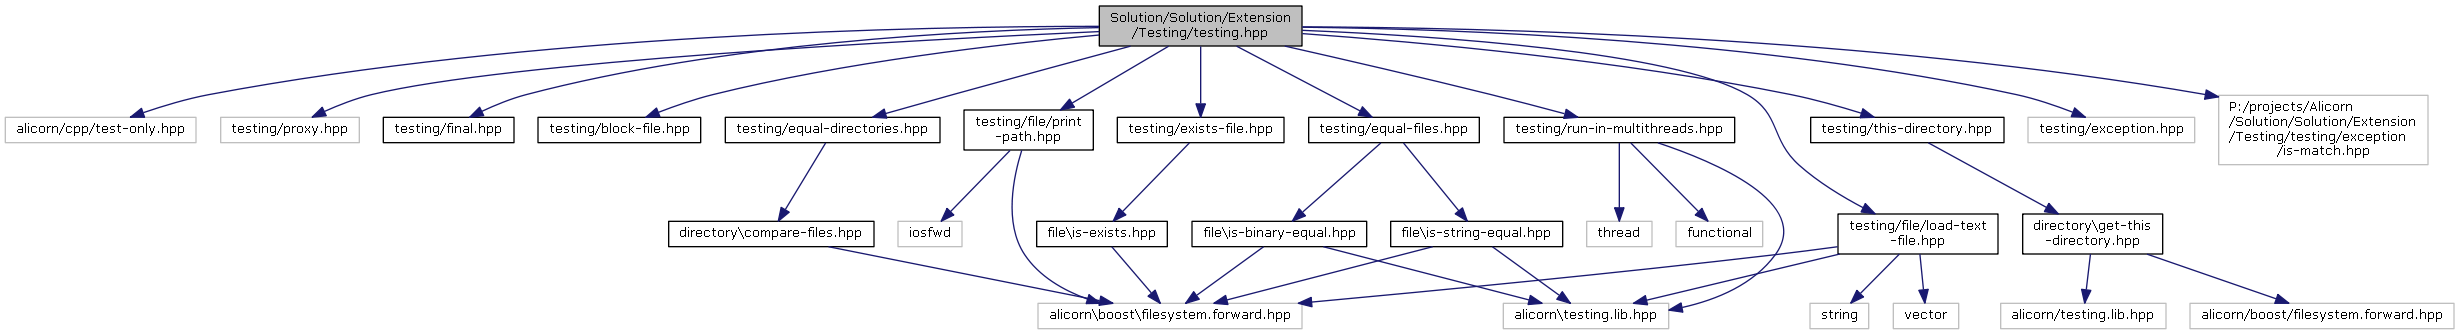 Solution/Solution/Extension
/Testing/testing.hpp
alicorn/cpp/test-only.hpp
testing/proxy.hpp
testing/final.hpp
testing/block-file.hpp
testing/equal-directories.hpp
testing/file/print
-path.hpp
testing/exists-file.hpp
testing/equal-files.hpp
testing/run-in-multithreads.hpp
testing/this-directory.hpp
testing/exception.hpp
P:/projects/Alicorn
/Solution/Solution/Extension
/Testing/testing/exception
/is-match.hpp
directory\compare-files.hpp
iosfwd
file\is-exists.hpp
file\is-binary-equal.hpp
file\is-string-equal.hpp
thread
functional
testing/file/load-text
-file.hpp
directory\get-this
-directory.hpp
alicorn\boost\filesystem.forward.hpp
alicorn\testing.lib.hpp
string
vector
alicorn/testing.lib.hpp
alicorn/boost/filesystem.forward.hpp